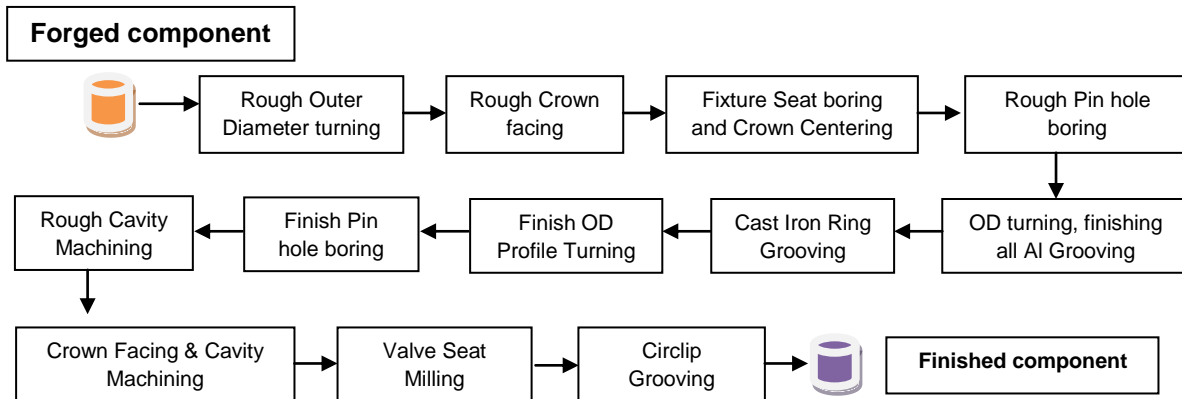 Forged component
Rough Outer
Diameter turning
Rough Crown
facing
Fixture Seat boring
and Crown Centering
Rough Pin hole
boring
OD turning, finishing
all Al Grooving
Cast Iron Ring
Grooving
Finish OD
Profile Turning
Finish Pin
hole boring
Rough Cavity
Machining
Crown Facing & Cavity
Machining
Valve Seat
Milling
Circlip
Grooving
Finished component